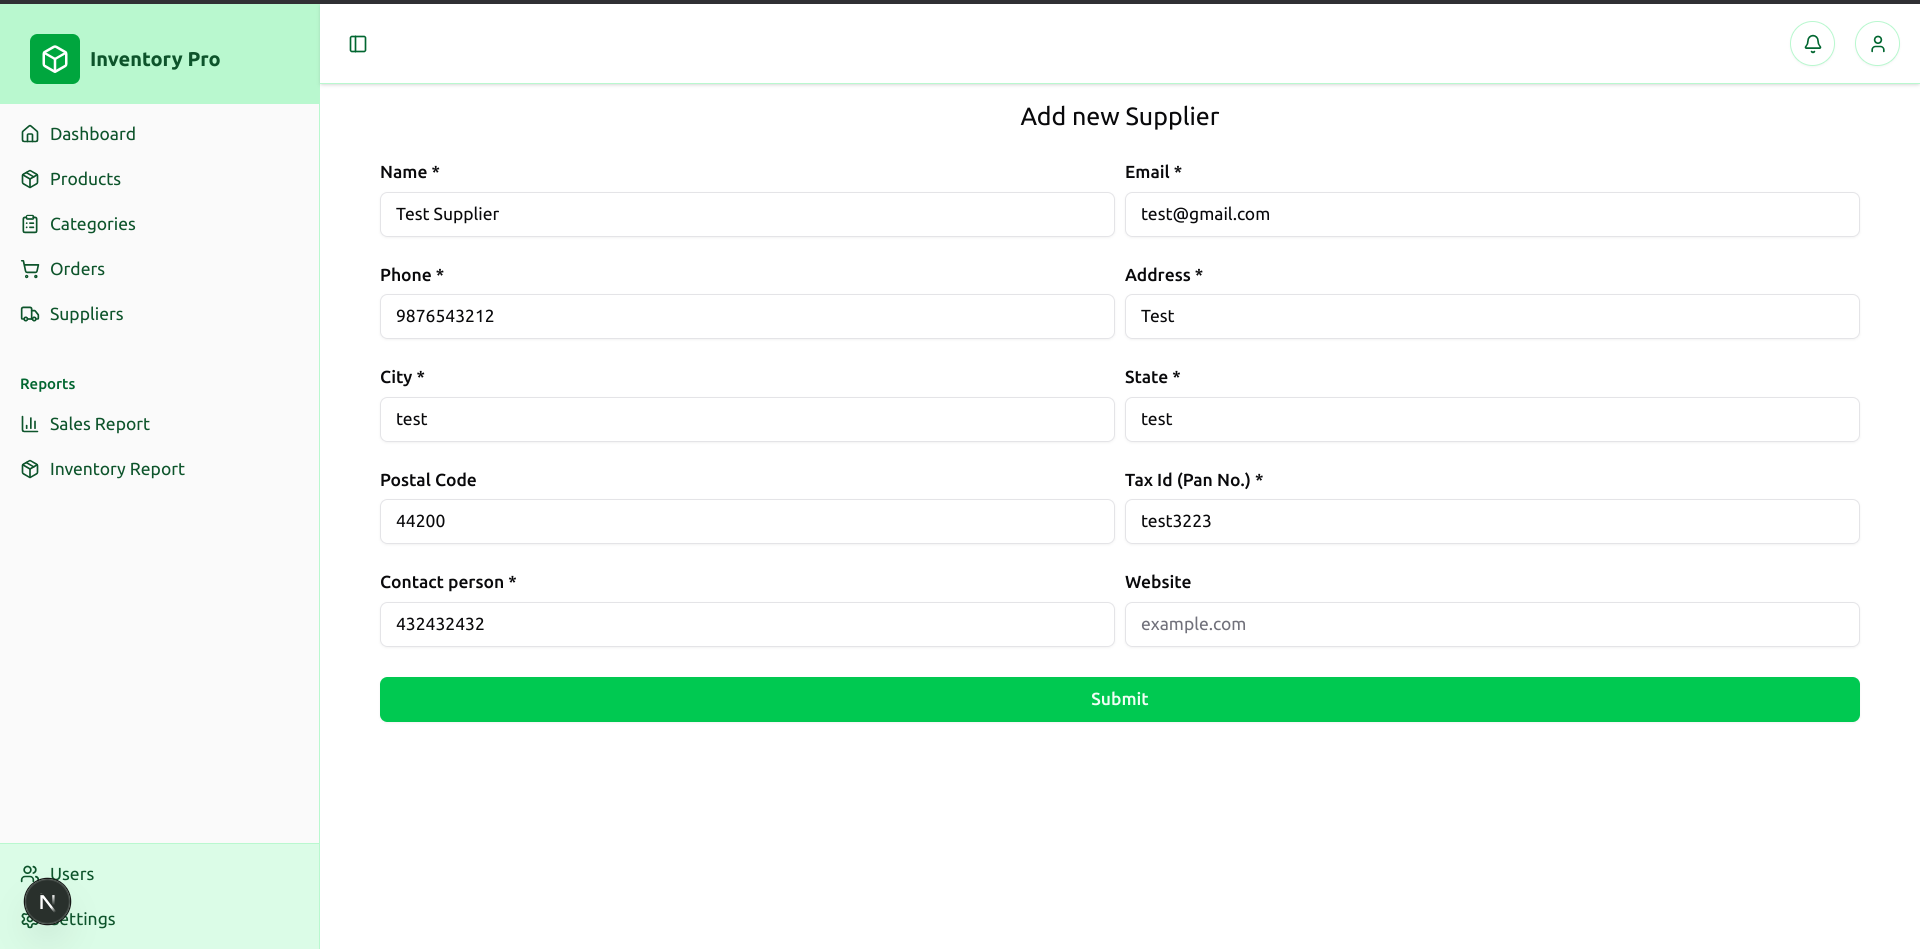 Inventory Pro
Dashboard
Products
Categories
Orders
Suppliers
Reports
Sales Report
Inventory Report
Users
ettings
N
Add new Supplier
Name *
Email *
Test Supplier
test@gmail.com
Phone *
Address *
9876543212
Test
City *
State *
test
test
Postal Code
Tax Id (Pan No.) *
44200
test3223
Contact person *
Website
432432432
example.com
Submit